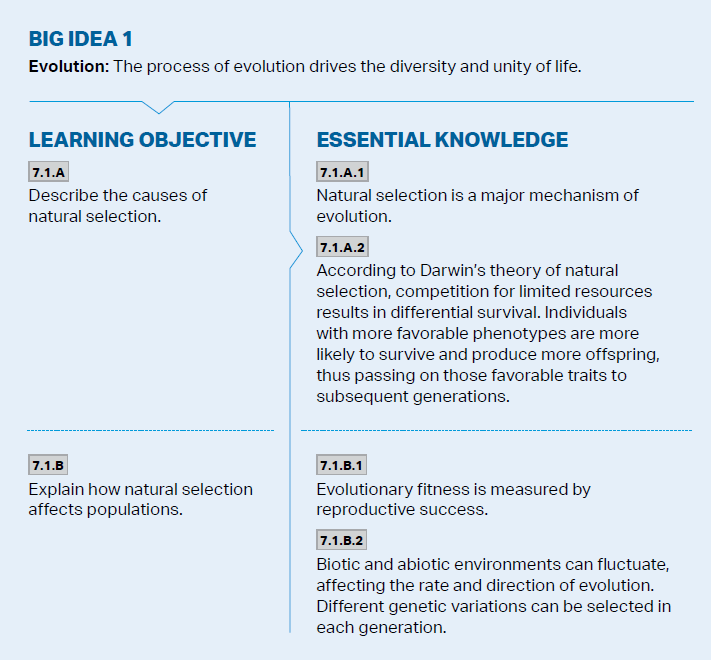 BIG IDEA 1
Evolution: The process of evolution drives the diversity and unity of life.
LEARNING OBJECTIVE
7.1.A
Describe the causes of
natural selection.
ESSENTIAL KNOWLEDGE
7.1.A.1
Natural selection is a major mechanism of
evolution.
7.1.A.2
According to Darwin’s theory of natural
selection, competition for limited resources
results in differential survival. Individuals
with more favorable phenotypes are more
likely to survive and produce more offspring,
thus passing on those favorable traits to
subsequent generations.
7.1.B
Explain how natural selection
affects populations.
7.1.B.1
Evolutionary fitness is measured by
reproductive success.
7.1.B.2
Biotic and abiotic environments can fluctuate,
affecting the rate and direction of evolution.
Different genetic variations can be selected in
each generation.